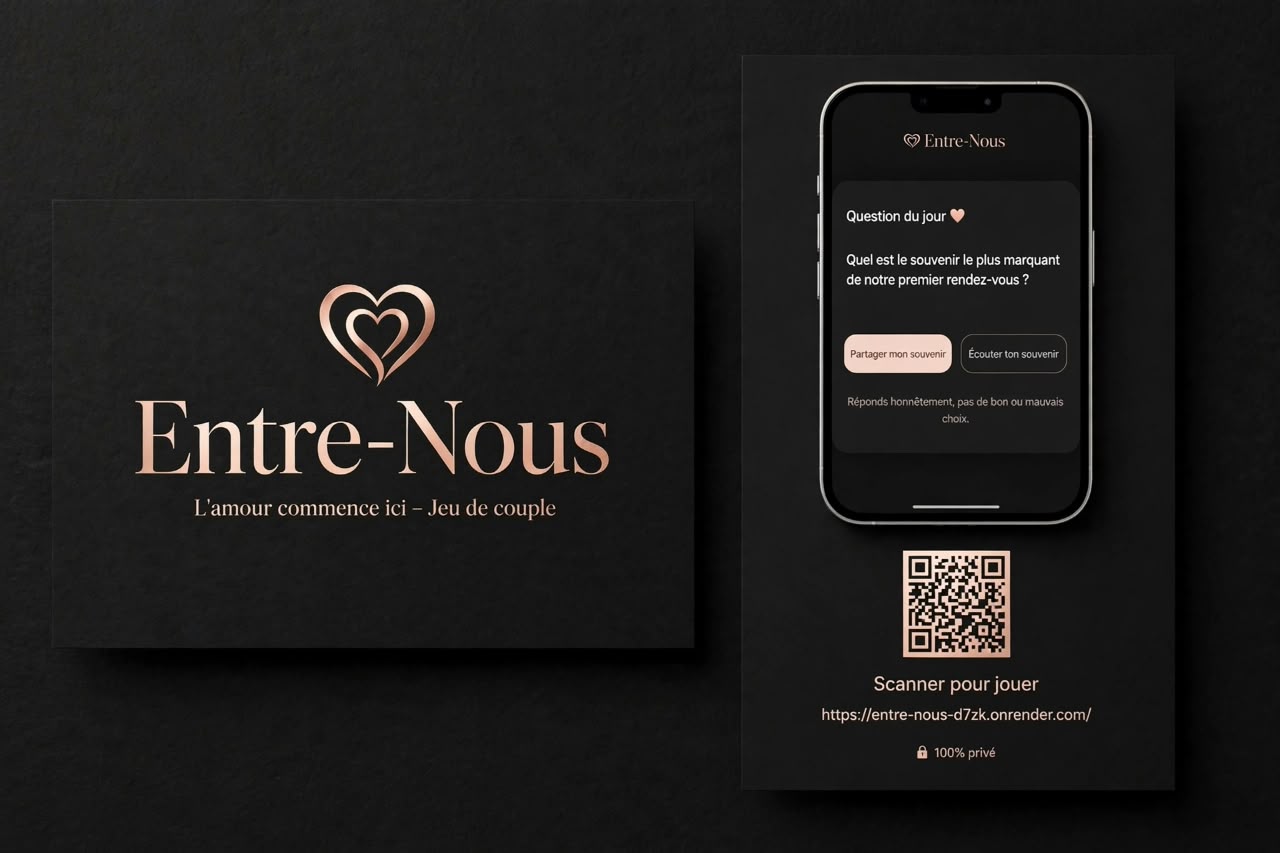 Entre-Nous
L'amour commence ici – Jeu de couple
Entre-Nous
Question du jour
Quel est le souvenir le plus marquant
de notre premier rendez-vous ?
Partager mon souvenir
Écouter ton souvenir
Réponds honnêtement, pas de bon ou mauvais
choix.
Scanner pour jouer
https://entre-nous-d7zk.onrender.com/
100% privé